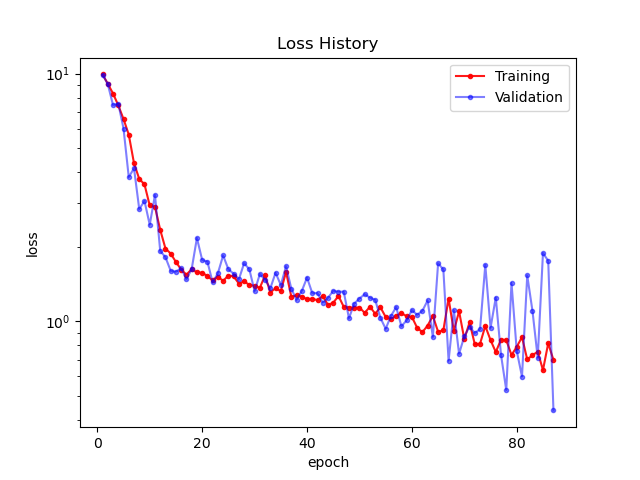 Loss History
Training
Validation
10¹
10⁰
loss
0 20 40 60 80
epoch